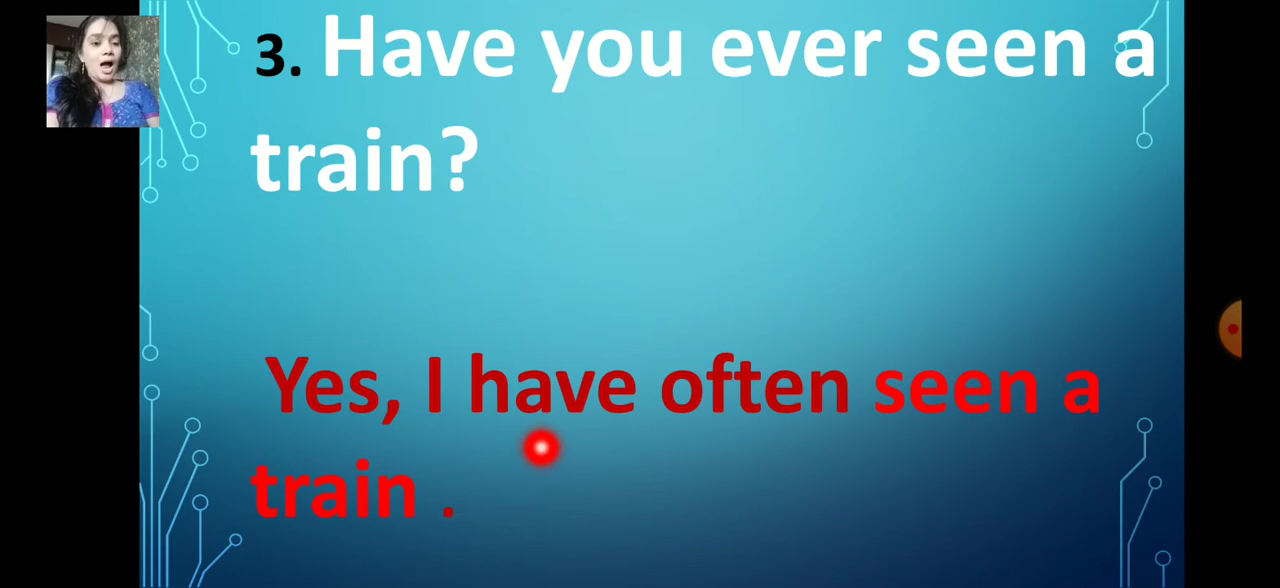 3. Have you ever seen a
train?
Yes, I have often seen a
train .